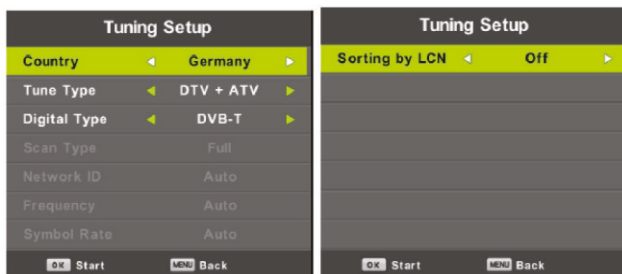 Tuning Setup
Country Germany
Tune Type DTV + ATV
Digital Type DVB-T
Scan Type Full
Network ID Auto
Frequency Auto
Symbol Rate Auto
OK Start MENU Back
Tuning Setup
Sorting by LCN Off
OK Start MENU Back